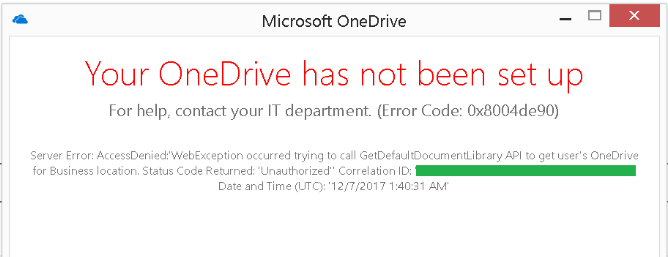 Microsoft OneDrive
Your OneDrive has not been set up
For help, contact your IT department. (Error Code: 0x8004de90)
Server Error: AccessDenied:'WebException occurred trying to call GetDefaultDocumentLibrary API to get user's OneDrive
for Business location. Status Code Returned: 'Unauthorized'' Correlation ID: '
Date and Time (UTC): '12/7/2017 1:40:31 AM'